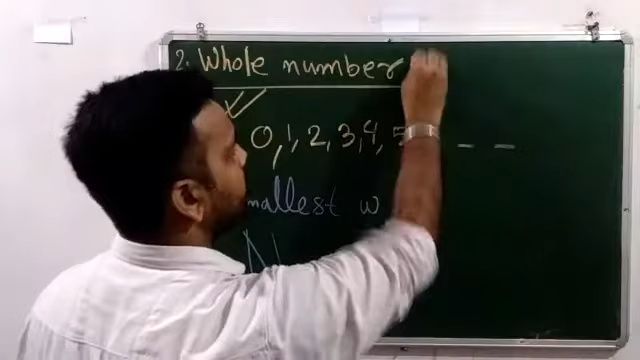 2. Whole number
0, 1, 2, 3, 4, 5 _ _
mallest w